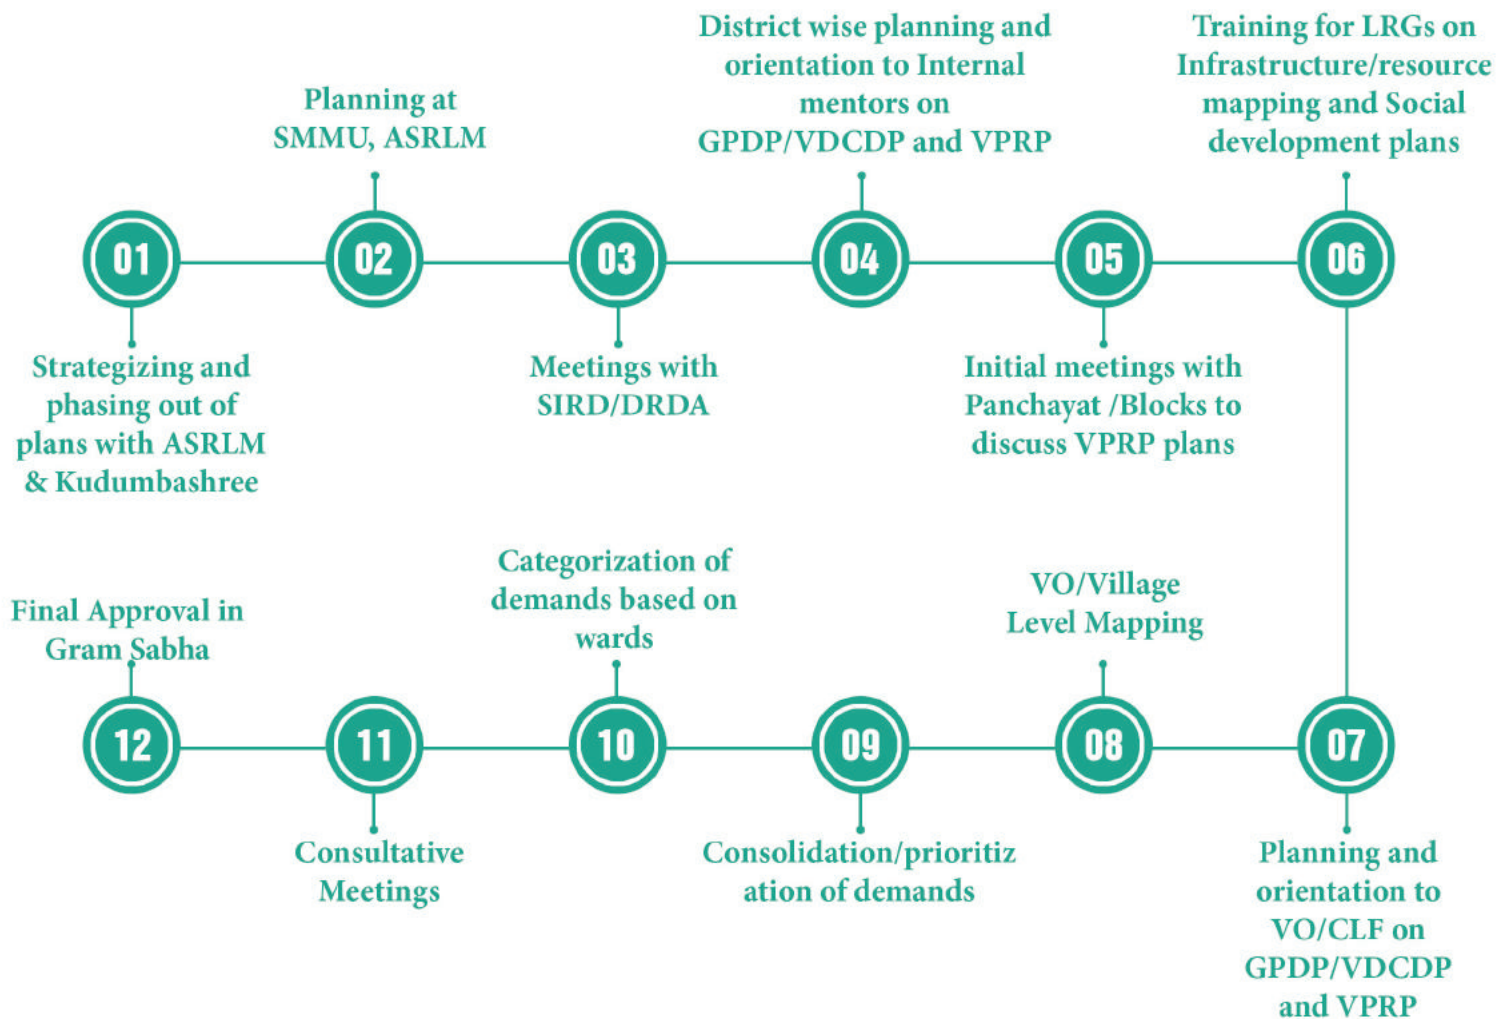 01
Strategizing and
phasing out of
plans with ASRLM
& Kudumbashree
Planning at
SMMU, ASRLM
02
03
Meetings with
SIRD/DRDA
District wise planning and
orientation to Internal
mentors on
GPDP/VDCDP and VPRP
04
05
Initial meetings with
Panchayat /Blocks to
discuss VPRP plans
Training for LRGs on
Infrastructure/resource
mapping and Social
development plans
06
07
Planning and
orientation to
VO/CLF on
GPDP/VDCDP
and VPRP
VO/Village
Level Mapping
08
09
Consolidation/prioritiz
ation of demands
Categorization of
demands based on
wards
10
11
Consultative
Meetings
Final Approval in
Gram Sabha
12